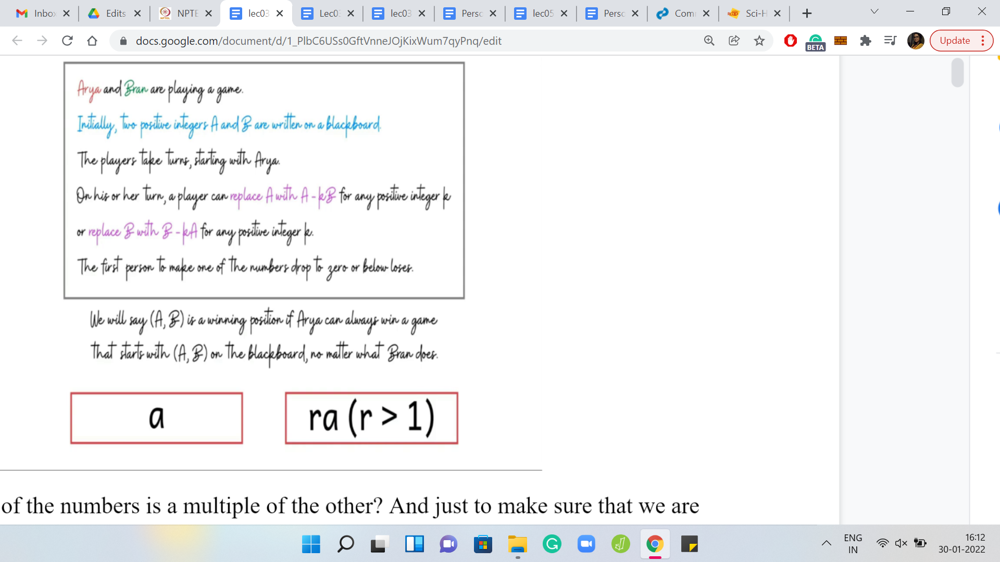 Inbox
Edits
NPTE
lec03
Lec03
lec03
Perso
lec05
Perso
Com
Sci-H
docs.google.com/document/d/1_PlbC6USs0GftVnneJOjKixWum7qyPnq/edit
BETA
Update
Arya and Bran are playing a game.
Initially, two positive integers A and B are written on a blackboard.
The players take turns, starting with Arya.
On his or her turn, a player can replace A with A - kB for any positive integer k
or replace B with B - kA for any positive integer k.
The first person to make one of the numbers drop to zero or below loses.
We will say (A, B) is a winning position if Arya can always win a game
that starts with (A, B) on the blackboard, no matter what Bran does.
a
ra (r > 1)
of the numbers is a multiple of the other? And just to make sure that we are
ENG
IN
16:12
30-01-2022